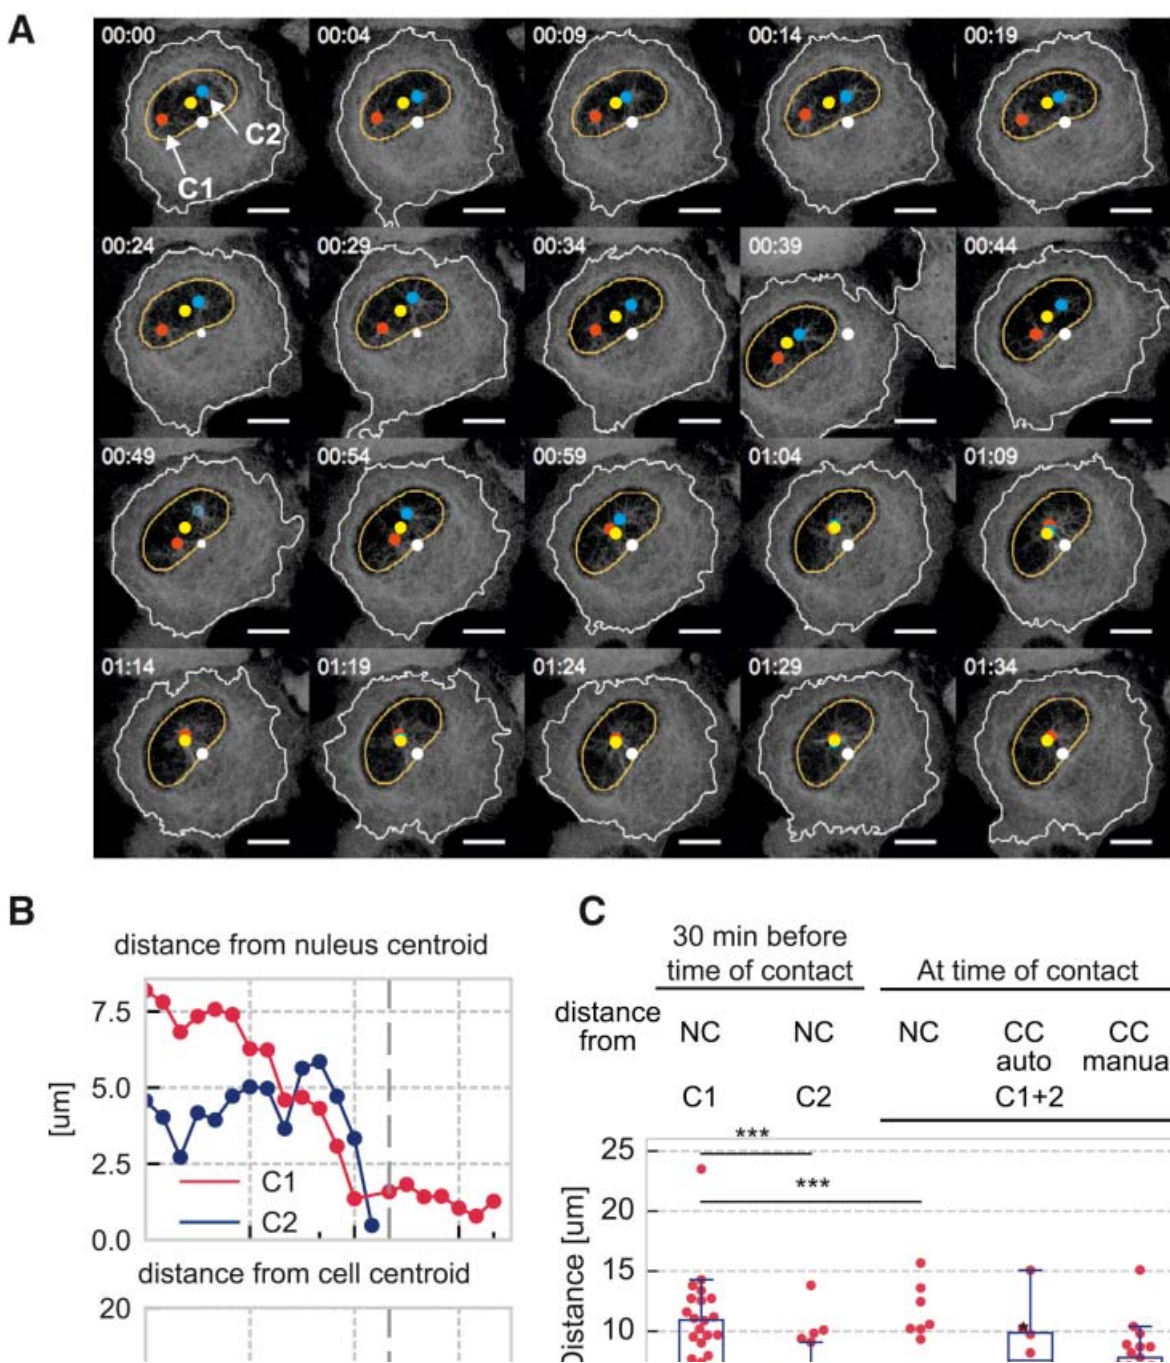 A
00:00
00:04
00:09
00:14
00:19
C2
C1
00:24
00:29
00:34
00:39
00:44
00:49
00:54
00:59
01:04
01:09
01:14
01:19
01:24
01:29
01:34
B
distance from nuleus centroid
7.5
5.0
2.5
0.0
[um]
C1
C2
distance from cell centroid
20
C
30 min before
time of contact
At time of contact
distance
from
NC
NC
NC
CC
auto
CC
manua
C1
C2
C1+2
***
***
*
25
20
15
10
Distance [um]